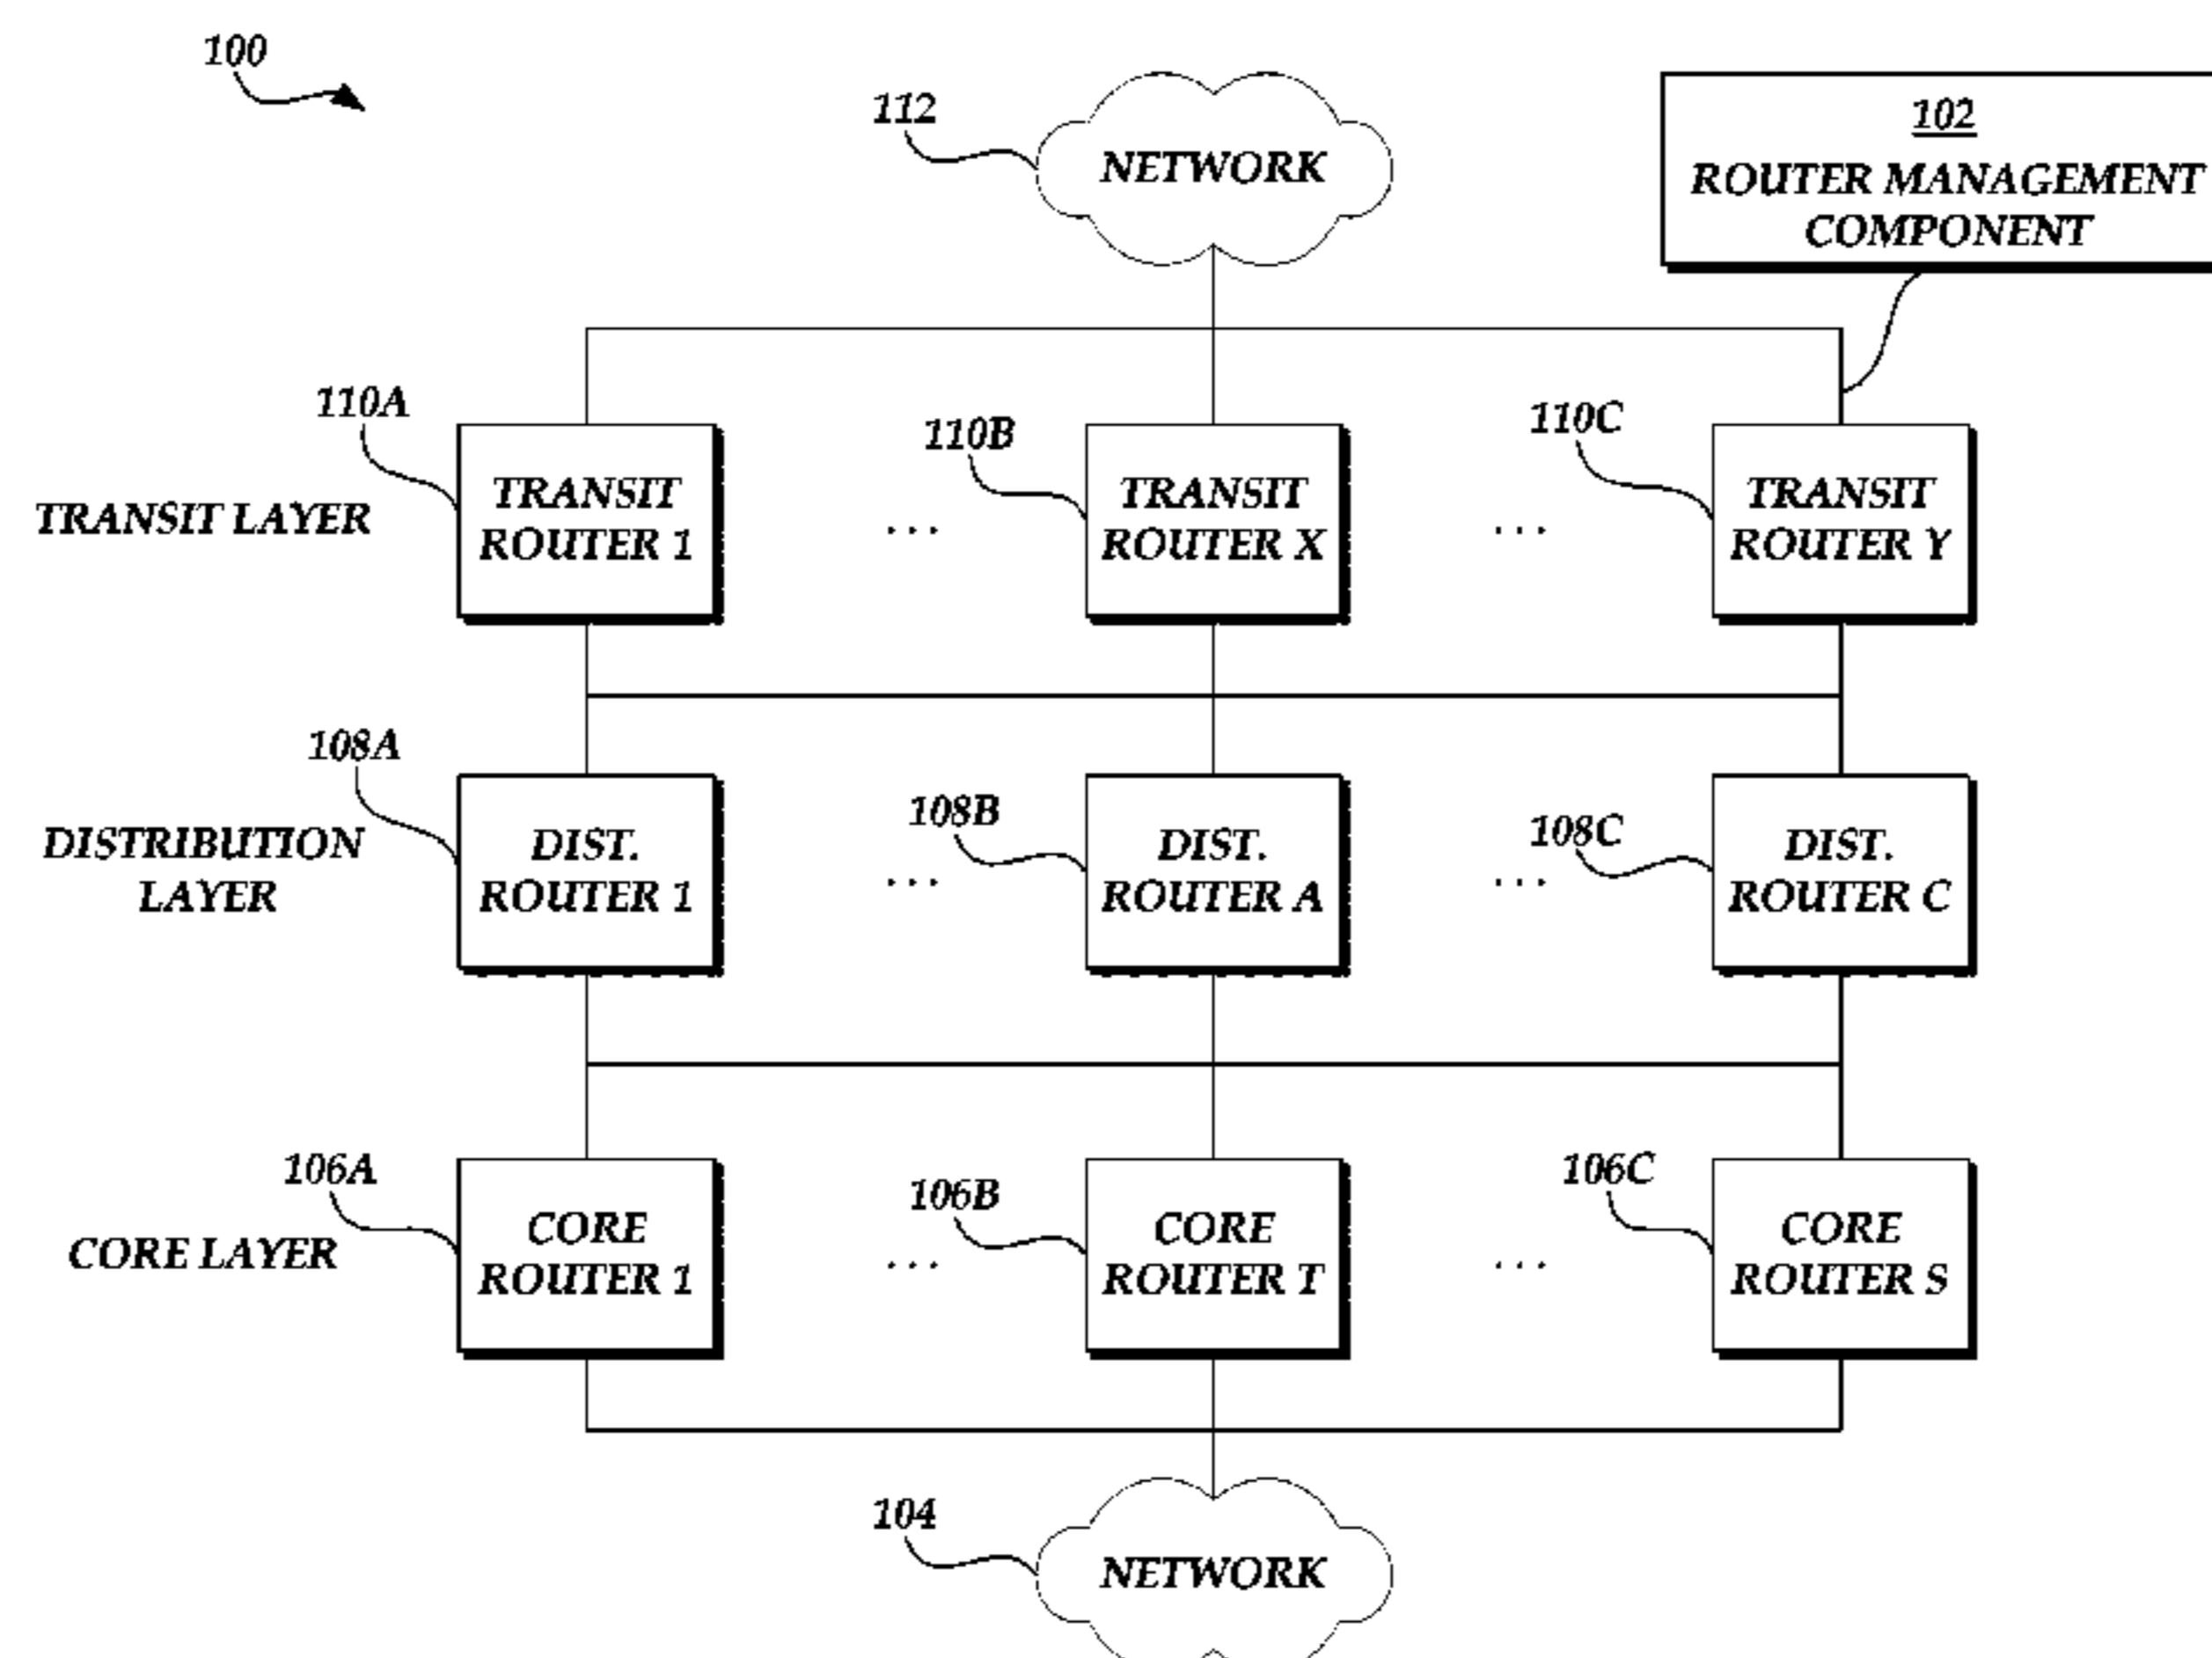 100
112
NETWORK
102
ROUTER MANAGEMENT
COMPONENT
110A
110B
110C
TRANSIT LAYER
TRANSIT
ROUTER 1
...
TRANSIT
ROUTER X
...
TRANSIT
ROUTER Y
108A
108B
108C
DISTRIBUTION
LAYER
DIST.
ROUTER 1
...
DIST.
ROUTER A
...
DIST.
ROUTER C
106A
106B
106C
CORE LAYER
CORE
ROUTER 1
...
CORE
ROUTER T
...
CORE
ROUTER S
104
NETWORK